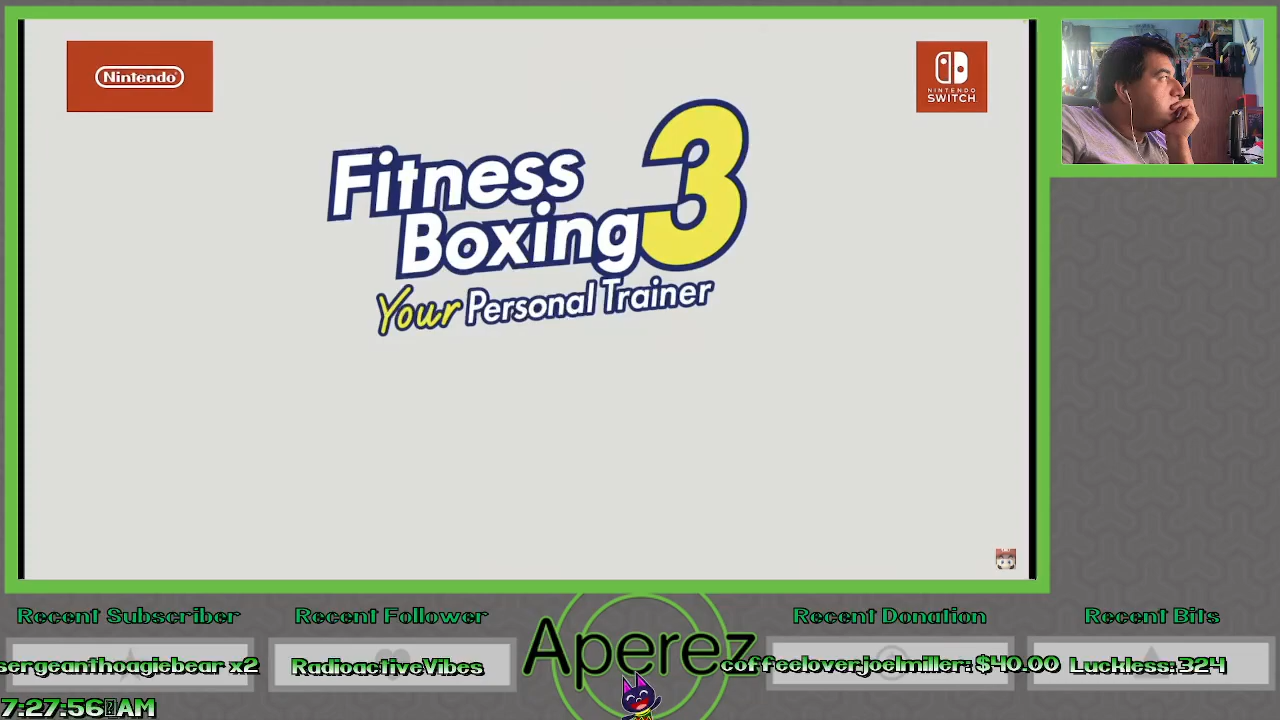 Nintendo
NINTENDO
SWITCH
Fitness
Boxing 3
Your Personal Trainer
Recent Subscriber
Recent Follower
Aperez
Recent Donation
Recent Bits
sergeanthoagiebear x2
RadioactiveVibes
coffeeloverjoelmiller: $40.00
Luckless: 324
7:27:56 AM